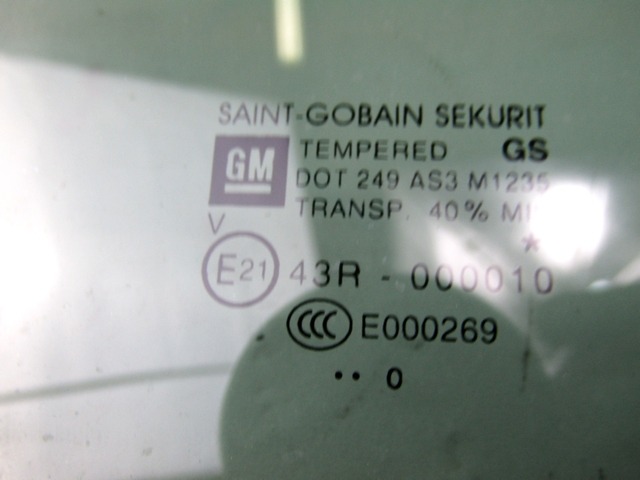 SAINT-GOBAIN SEKURIT
GM TEMPERED GS
DOT 249 AS3 M1235
TRANSP. 40%
V
E21 43R - 000010
CCC E000269
•• 0